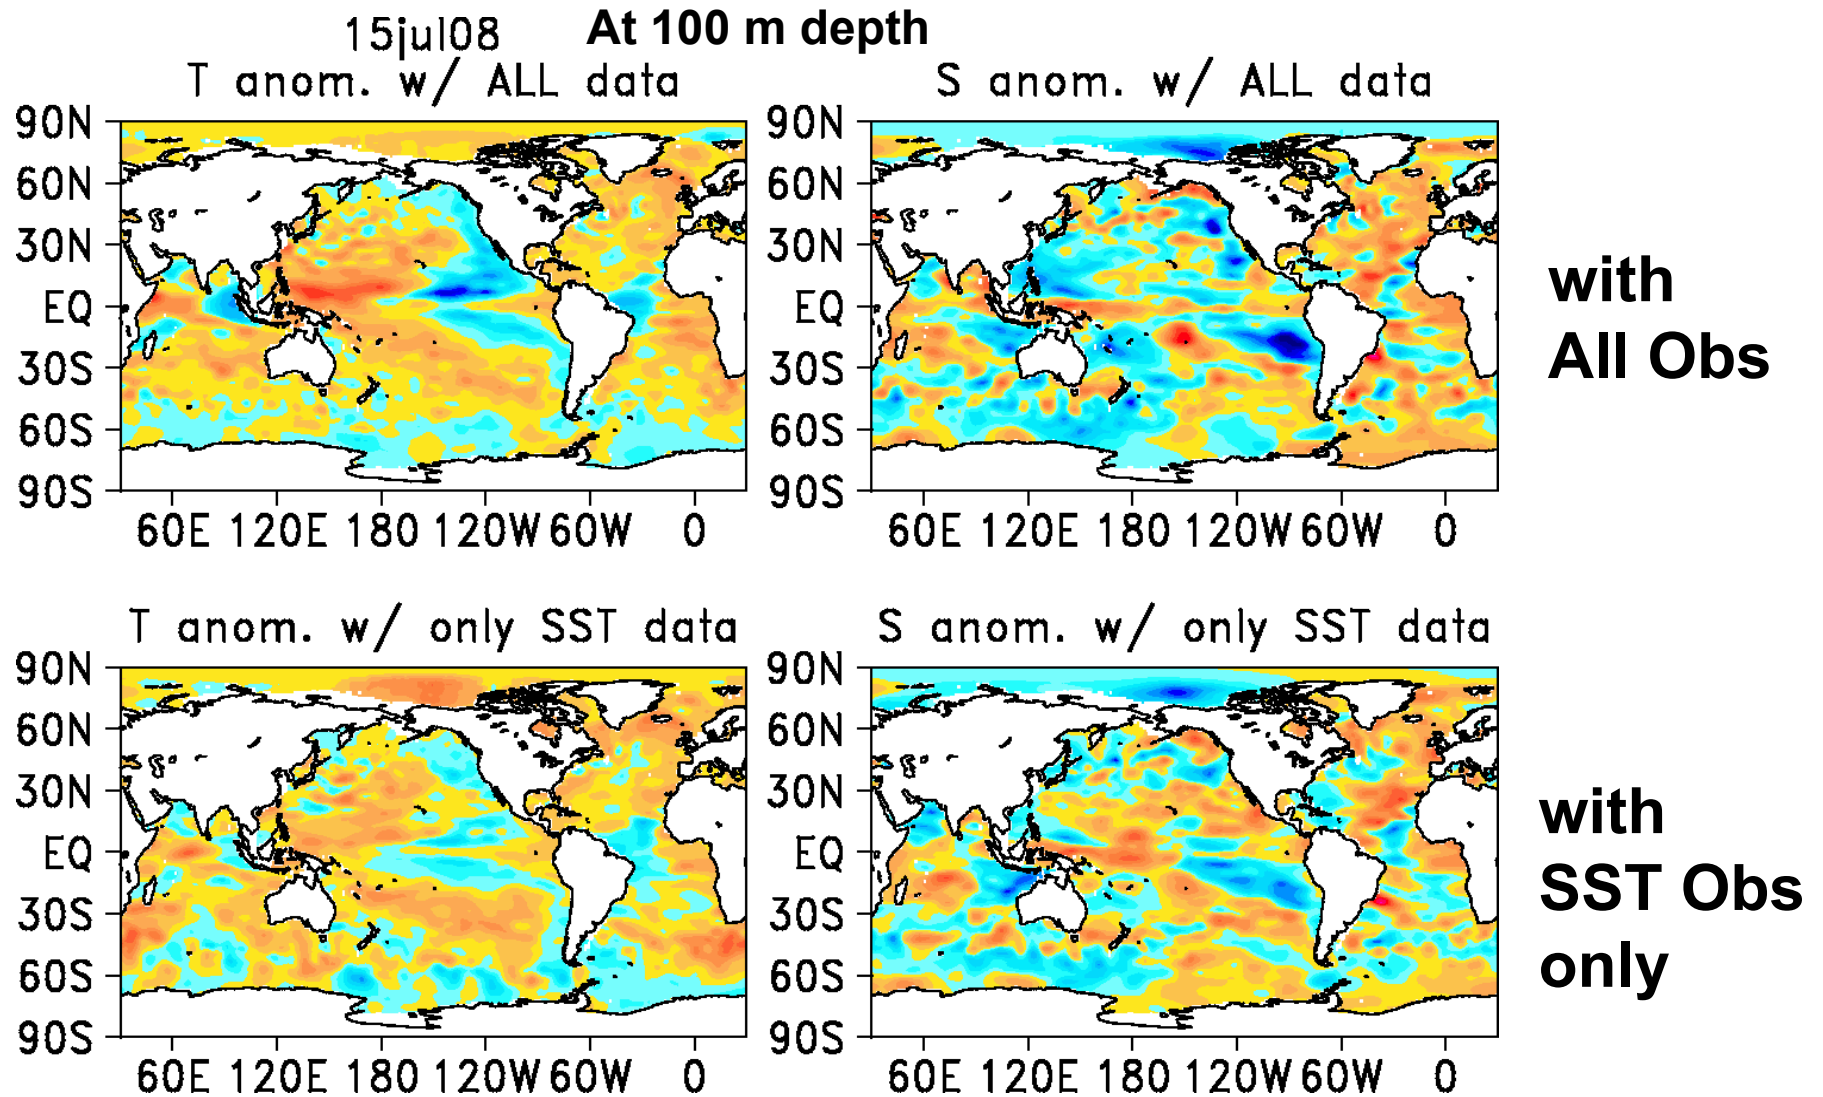 15jul08 At 100 m depth
T anom. w/ ALL data
S anom. w/ ALL data
90N
60N
30N
EQ
30S
60S
90S
60E 120E 180 120W 60W 0
90N
60N
30N
EQ
30S
60S
90S
60E 120E 180 120W 60W 0
with
All Obs
T anom. w/ only SST data
S anom. w/ only SST data
90N
60N
30N
EQ
30S
60S
90S
60E 120E 180 120W 60W 0
90N
60N
30N
EQ
30S
60S
90S
60E 120E 180 120W 60W 0
with
SST Obs
only